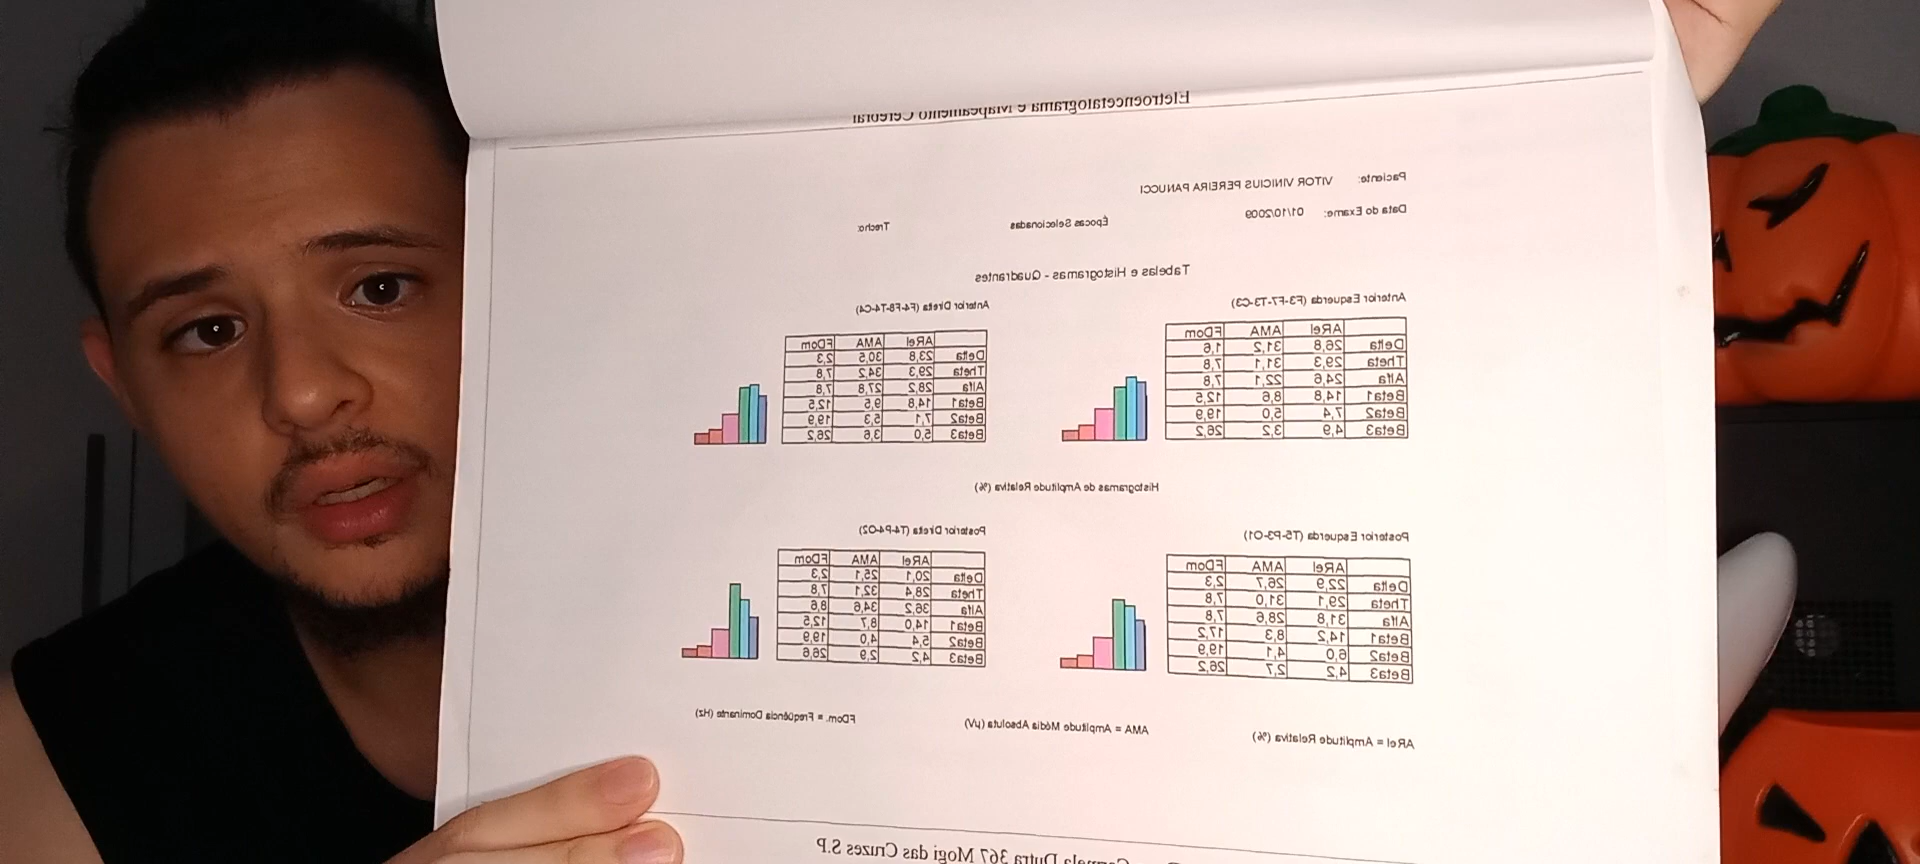 Eletroencefalograma e Mapeamento Cerebral
Paciente: VITOR VINICIUS PEREIRA PANUCCI
Data do Exame: 01/10/2009 Épocas Selecionadas Trecho:
Tabelas e Histogramas - Quadrantes
Anterior Esquerda (F3-F7-T3-C3) Anterior Direita (F4-F8-T4-C4)
ARel AMA FDom
Delta 26,8 31,2 1,6
Theta 29,3 31,1 7,8
Alfa 24,6 22,1 7,8
Beta1 14,8 8,6 12,5
Beta2 7,4 5,0 19,9
Beta3 4,9 3,2 26,2
ARel AMA FDom
Delta 23,8 30,5 2,3
Theta 29,3 34,2 7,8
Alfa 28,2 27,8 7,8
Beta1 14,8 9,5 12,5
Beta2 7,1 5,3 19,9
Beta3 5,0 3,6 26,2
Histogramas de Amplitude Relativa (%)
Posterior Esquerda (T5-P3-O1) Posterior Direita (T4-P4-O2)
ARel AMA FDom
Delta 22,9 26,7 2,3
Theta 29,1 31,0 7,8
Alfa 31,8 28,6 7,8
Beta1 14,2 8,3 17,2
Beta2 6,0 4,1 19,9
Beta3 4,2 2,7 26,2
ARel AMA FDom
Delta 20,1 25,1 2,3
Theta 28,4 32,1 7,8
Alfa 36,2 34,6 8,6
Beta1 14,0 8,7 12,5
Beta2 5,4 4,0 19,9
Beta3 4,2 2,9 26,6
ARel = Amplitude Relativa (%) AMA = Amplitude Média Absoluta (µV) FDom. = Freqüência Dominante (Hz)
Dutra 367 Mogi das Cruzes S.P